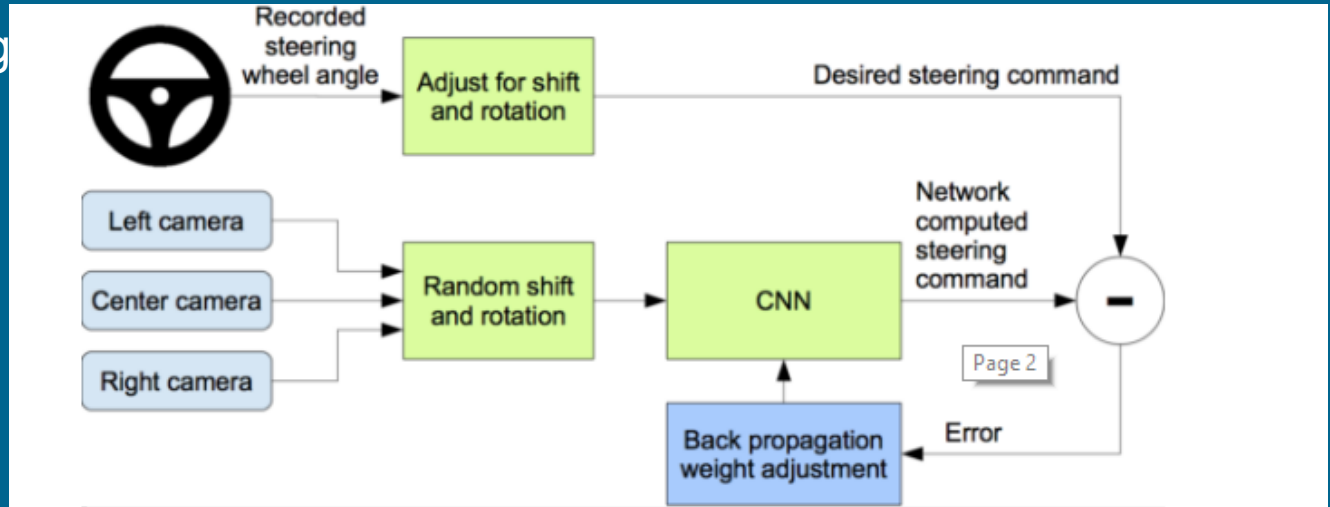 g
Recorded
steering
wheel angle
Adjust for shift
and rotation
Desired steering command
Left camera
Center camera
Right camera
Random shift
and rotation
CNN
Network
computed
steering
command
-
Page 2
Back propagation
weight adjustment
Error